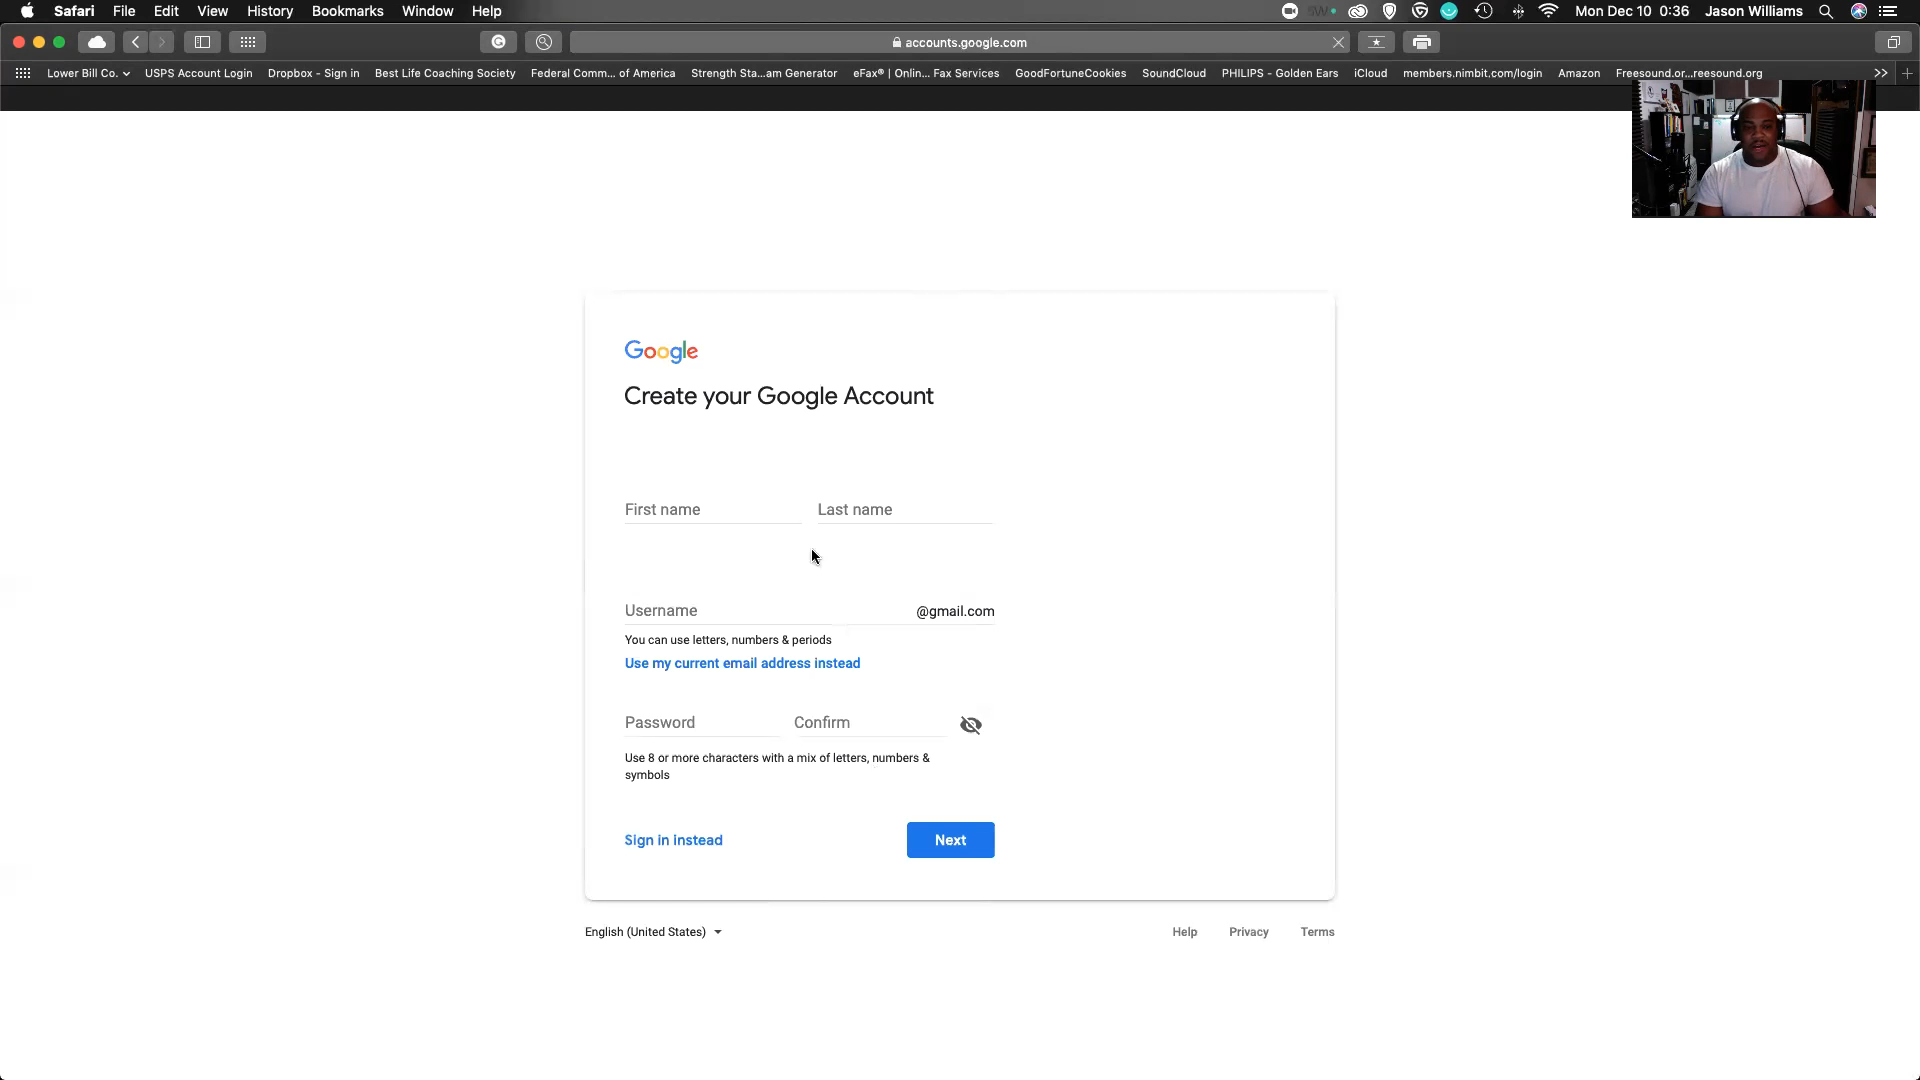 Safari File Edit View History Bookmarks Window Help
Mon Dec 10 0:36 Jason Williams
accounts.google.com
Lower Bill Co. USPS Account Login Dropbox - Sign in Best Life Coaching Society Federal Comm... of America Strength Sta...am Generator eFax® | Onlin... Fax Services GoodFortuneCookies SoundCloud PHILIPS - Golden Ears iCloud members.nimbit.com/login Amazon Freesound.or...reesound.org
Google
Create your Google Account
First name Last name
Username @gmail.com
You can use letters, numbers & periods
Use my current email address instead
Password Confirm
Use 8 or more characters with a mix of letters, numbers &
symbols
Sign in instead Next
English (United States) Help Privacy Terms